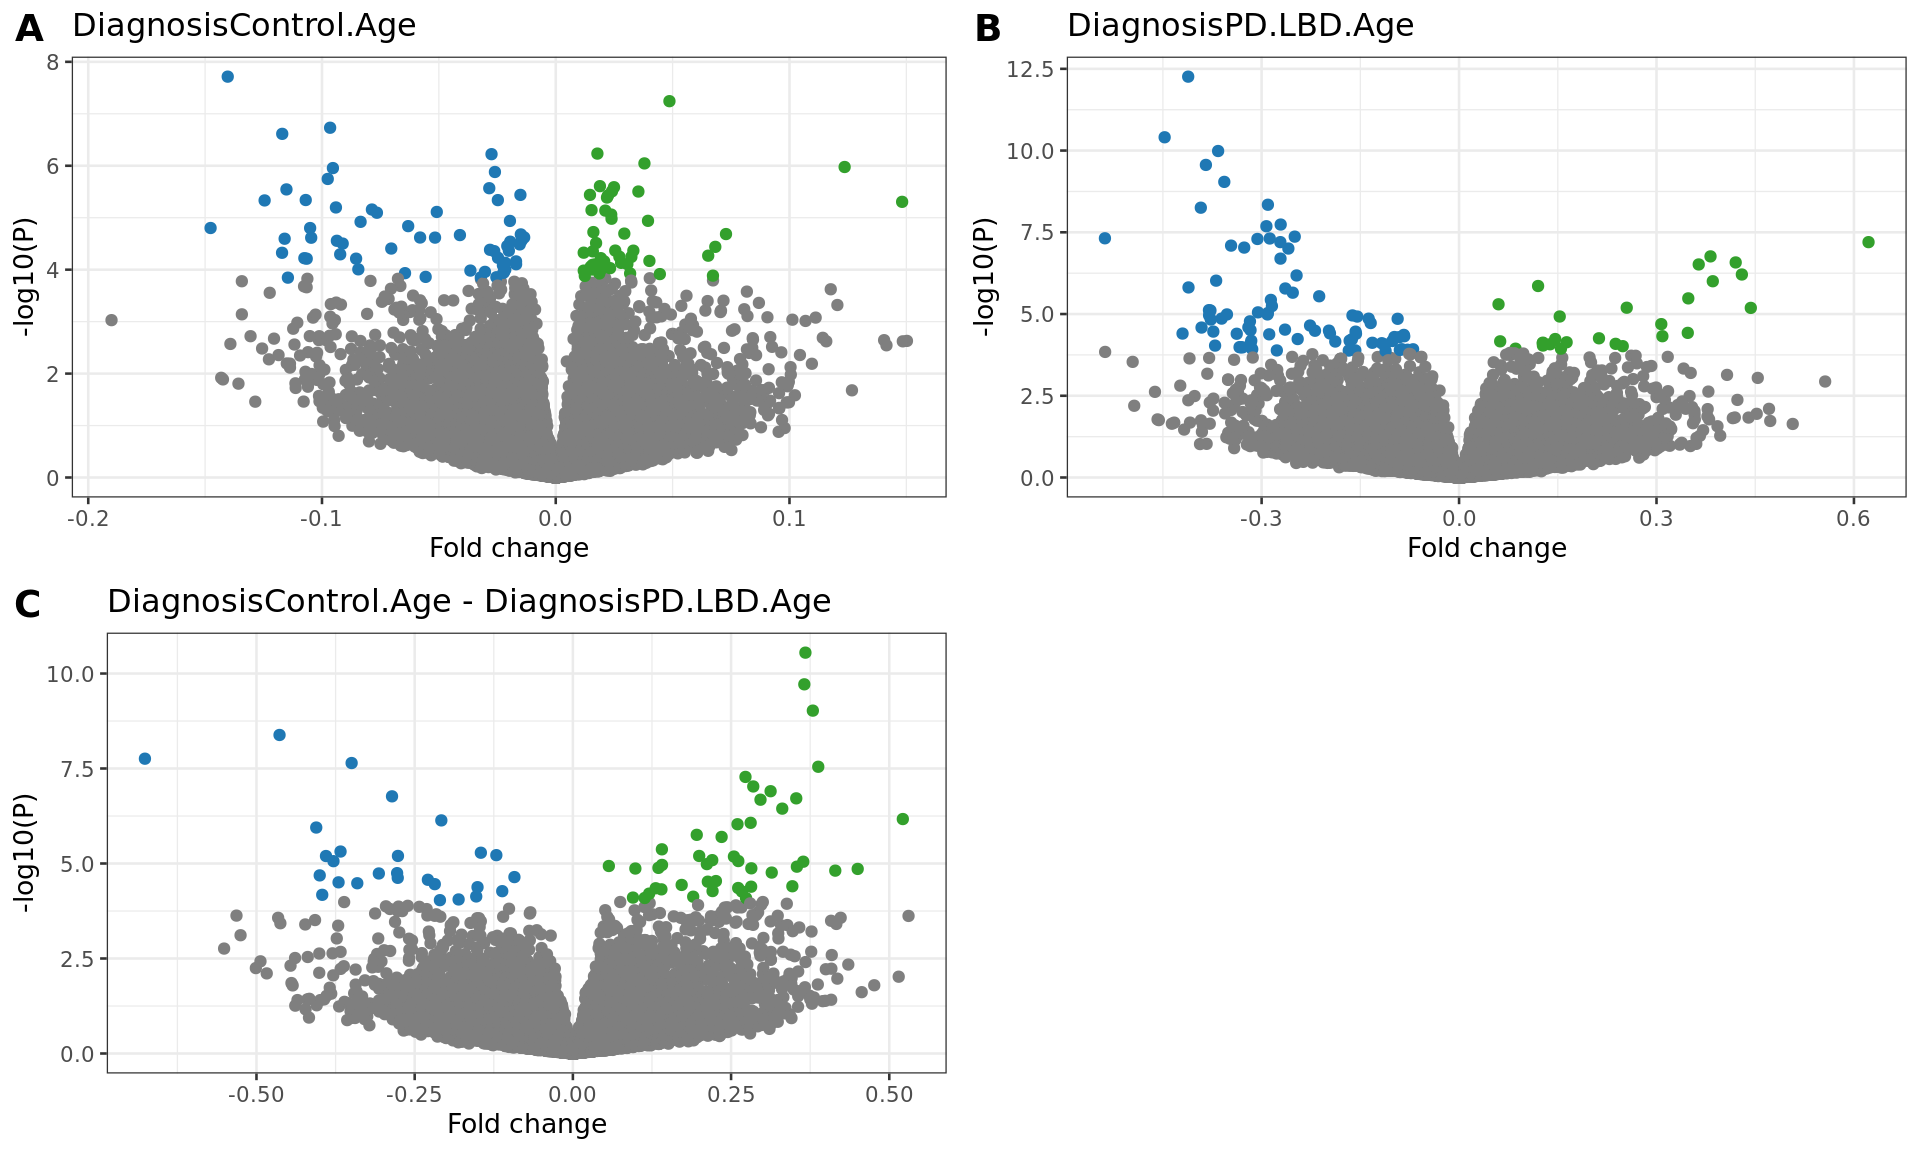 A DiagnosisControl.Age
8
6
4
2
0
-log10(P)
-0.2 -0.1 0.0 0.1
Fold change
B DiagnosisPD.LBD.Age
12.5
10.0
7.5
5.0
2.5
0.0
-log10(P)
-0.3 0.0 0.3 0.6
Fold change
C DiagnosisControl.Age - DiagnosisPD.LBD.Age
10.0
7.5
5.0
2.5
0.0
-log10(P)
-0.50 -0.25 0.00 0.25 0.50
Fold change